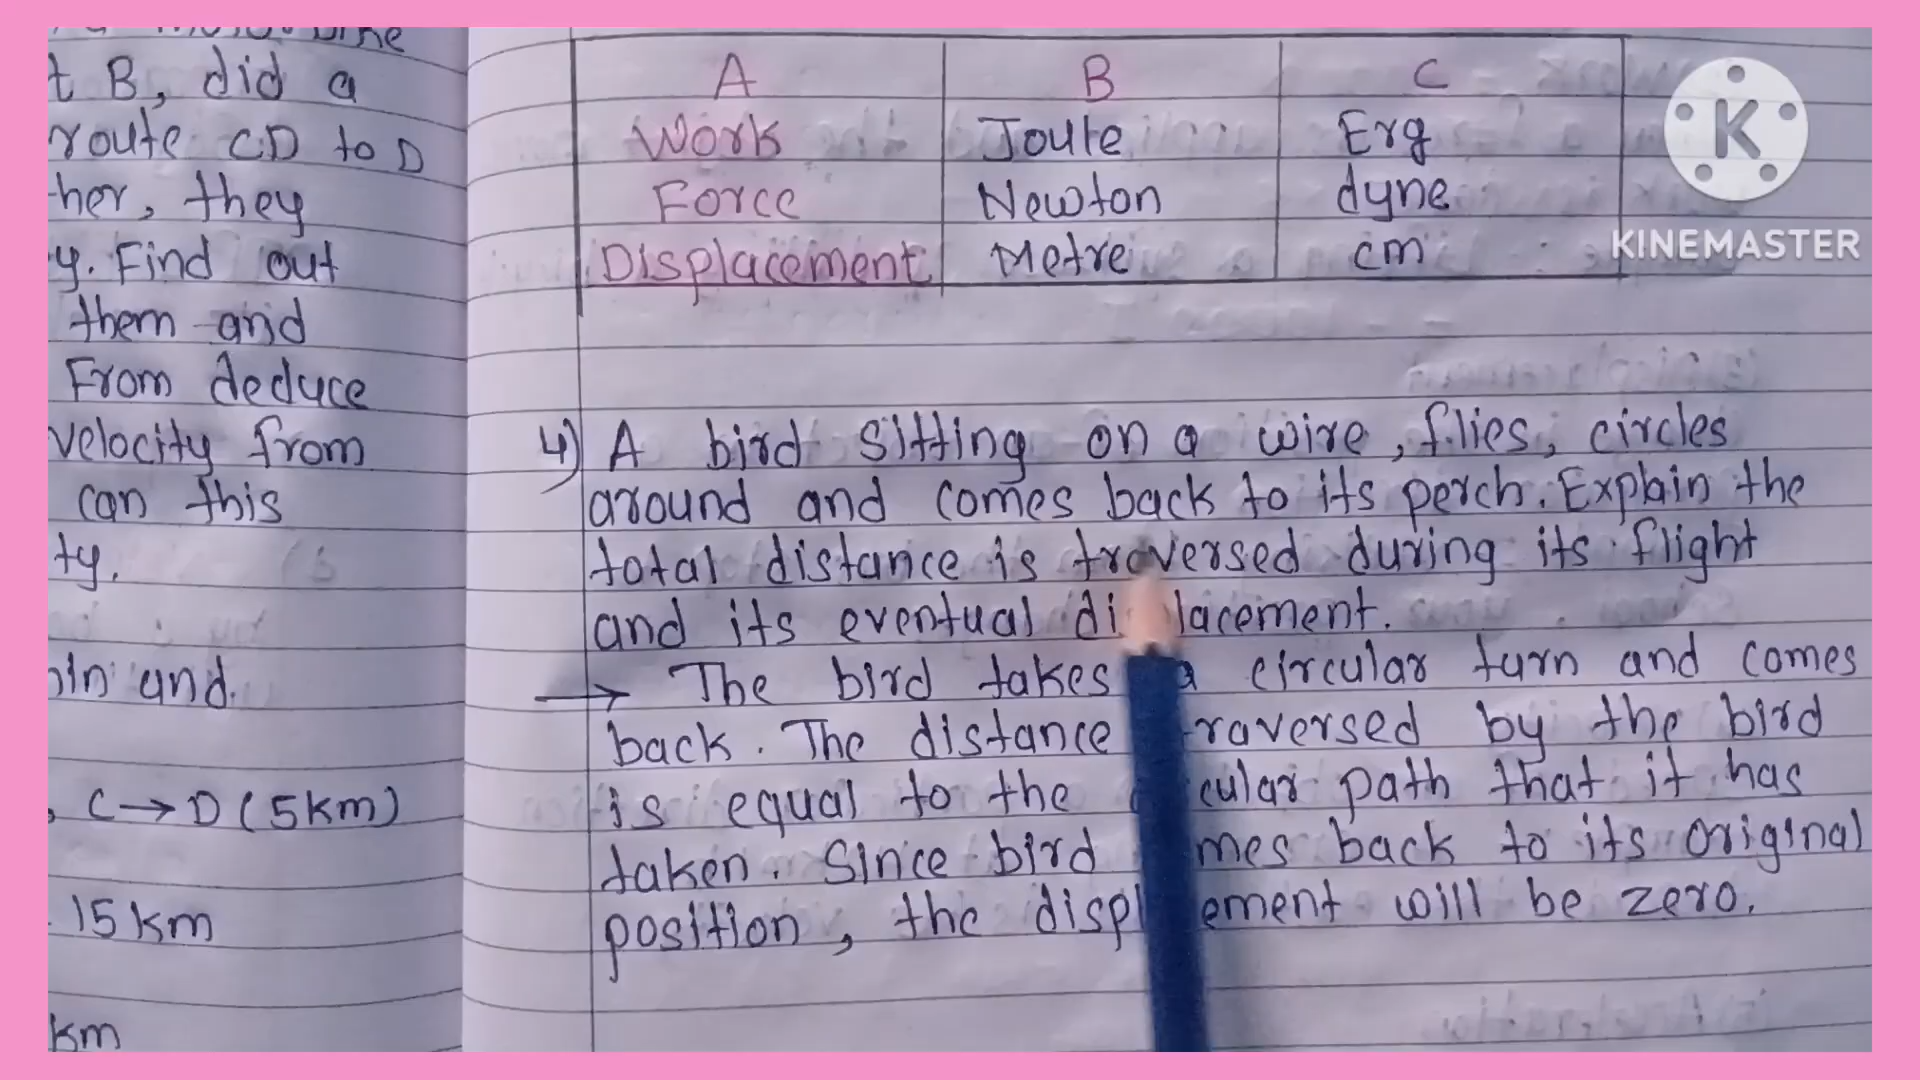 t B, did a
route CD to D
her, they
y. Find out
them and
From deduce
velocity from
can this
ty.
in and
C → D (5km)
15 km
km
A B C
Work Joule Erg
Force Newton dyne
Displacement Metre cm
KINEMASTER
4) A bird sitting on a wire, flies, circles
around and comes back to its perch. Explain the
total distance is traversed during its flight
and its eventual di lacement.
→ The bird takes a circular turn and comes
back. The distance raversed by the bird
is equal to the cular path that it has
taken. Since bird mes back to its original
position, the displ ement will be zero.